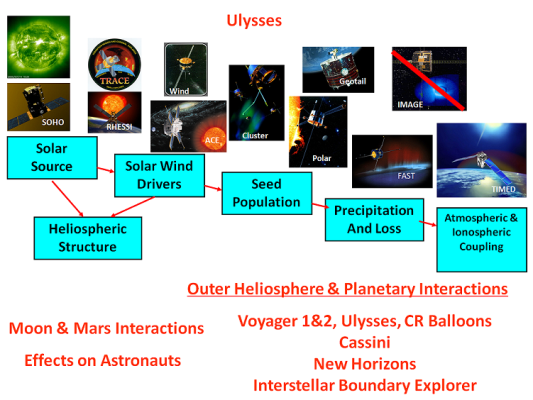 Ulysses
TRACE
Wind
SOHO
RHESSI
ACE
Cluster
Geotail
Polar
IMAGE
FAST
TIMED
Solar
Source
Solar Wind
Drivers
Seed
Population
Precipitation
And Loss
Atmospheric &
Ionospheric
Coupling
Heliospheric
Structure
Outer Heliosphere & Planetary Interactions
Moon & Mars Interactions
Effects on Astronauts
Voyager 1&2, Ulysses, CR Balloons
Cassini
New Horizons
Interstellar Boundary Explorer